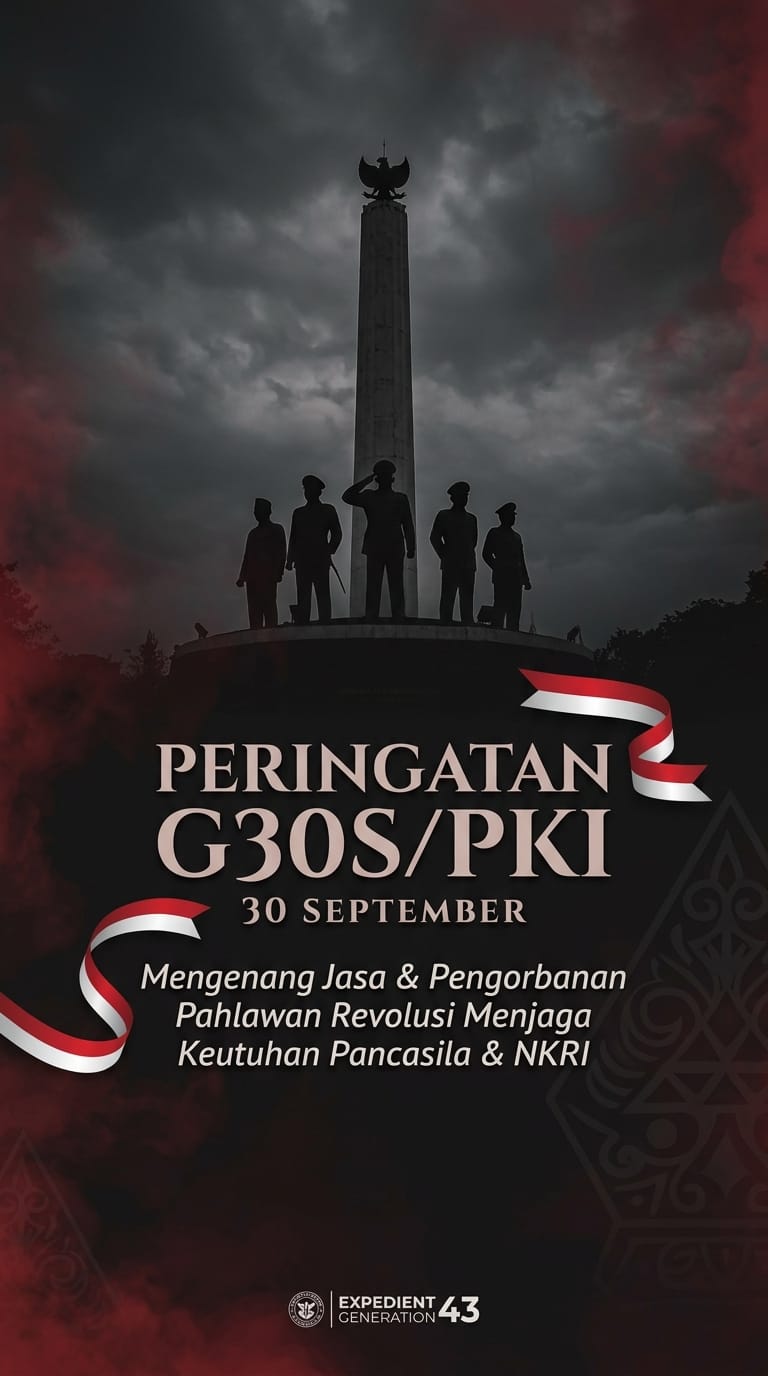 PERINGATAN
G30S/PKI
30 SEPTEMBER
Mengenang Jasa & Pengorbanan
Pahlawan Revolusi Menjaga
Keutuhan Pancasila & NKRI
EXPEDIENT
GENERATION 43